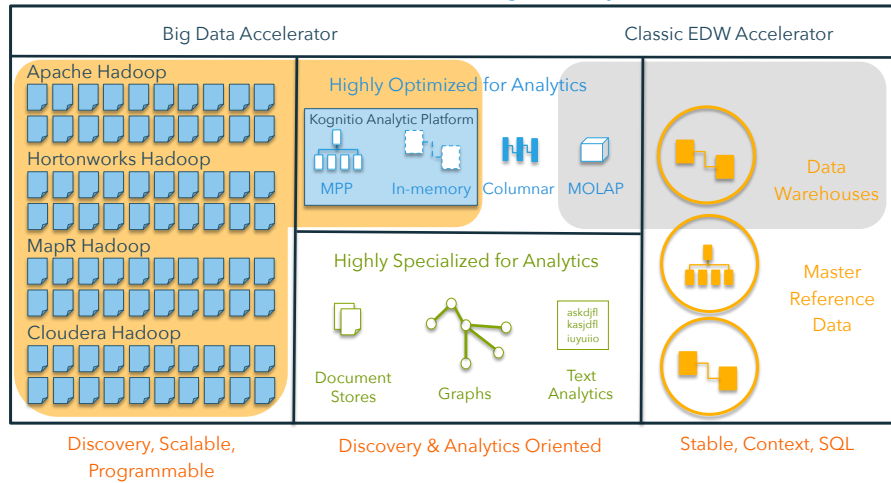 Big Data Accelerator
Classic EDW Accelerator
Apache Hadoop
Hortonworks Hadoop
MapR Hadoop
Cloudera Hadoop
Highly Optimized for Analytics
Kognitio Analytic Platform
MPP
In-memory
Columnar
MOLAP
Highly Specialized for Analytics
askdjfl
kasjdfl
iuyuiio
Document
Stores
Graphs
Text
Analytics
Data
Warehouses
Master
Reference
Data
Discovery, Scalable,
Programmable
Discovery & Analytics Oriented
Stable, Context, SQL